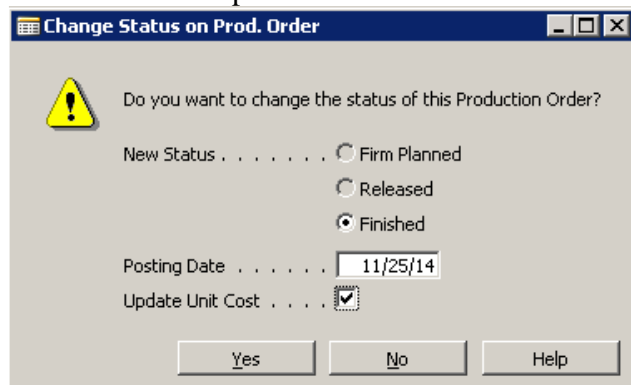 Change Status on Prod. Order
Do you want to change the status of this Production Order?
New Status . . . . . . . Firm Planned
Released
Finished
Posting Date . . . . . . 11/25/14
Update Unit Cost . . . .
Yes No Help